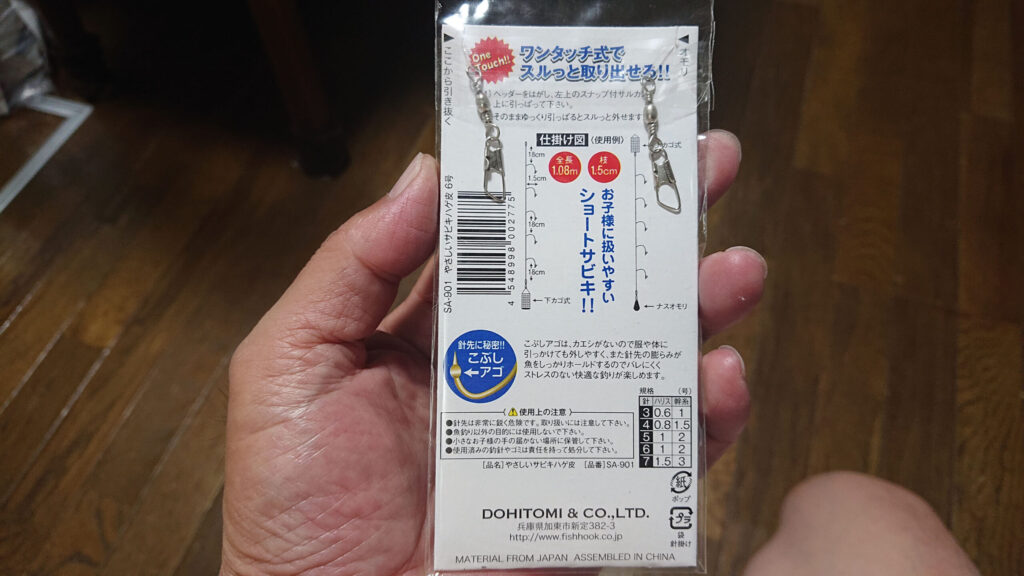 One Touch!!
ワンタッチ式で
スルっと取り出せる!!
ヘッダーをはがし、左上のスナップ付サルカ
上に引っぱって下さい。
そのままゆっくり引っぱるとスルっと外せます
▲ここから引き抜く
▲オモリ
仕掛け図(使用例)
全長
1.08m
枝
1.5cm
18cm
1.5cm
18cm
18cm
下カゴ式
上カゴ式
ナスオモリ
お子様に扱いやすい
ショートサビキ!!
SA-901 やさしいサビキハゲ皮 6号
4 548998 002775
針先に秘密!!
こぶし
←アゴ
こぶしアゴは、カエシがないので服や体に
引っかけても外しやすく、また針先の膨らみが
魚をしっかりホールドするのでバレにくく
ストレスのない快適な釣りが楽しめます。
規格 (号)
針 ハリス 幹糸
3 0.6 1
4 0.8 1.5
5 1 2
6 1 2
7 1.5 3
⚠使用上の注意
●針先は非常に鋭く危険です。取り扱いには注意して下さい。
●魚釣り以外の目的には使用しないで下さい。
●小さなお子様の手の届かない場所に保管して下さい。
●使用済みの釣針やゴミは責任を持って処分して下さい。
[品名]やさしいサビキハゲ皮 [品番]SA-901
紙
ポップ
プラ
袋
針掛け
DOHITOMI & CO.,LTD.
兵庫県加東市新定382-3
http://www.fishhook.co.jp
MATERIAL FROM JAPAN ASSEMBLED IN CHINA